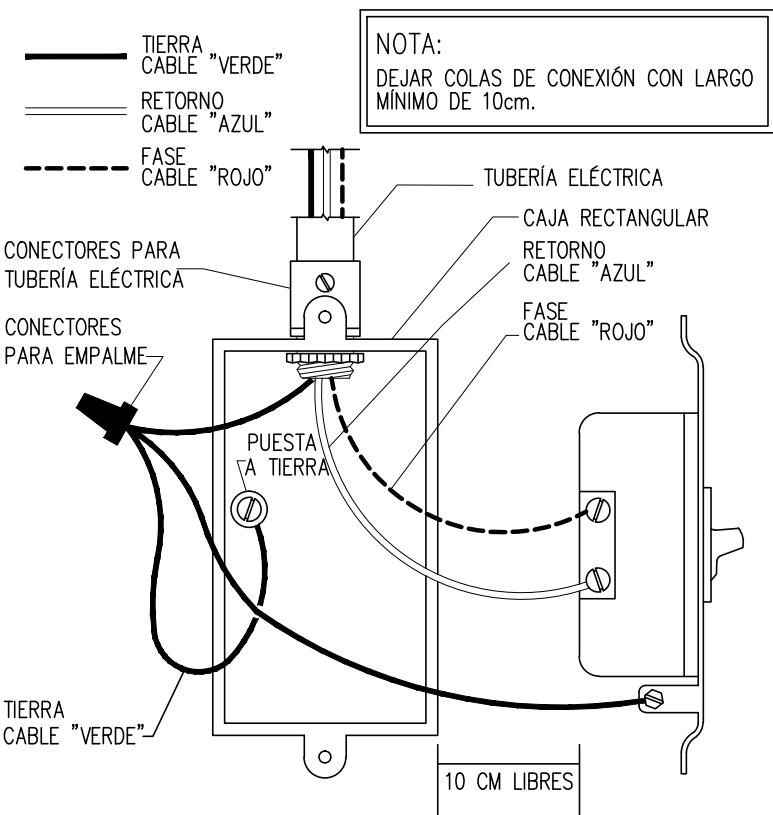 TIERRA
CABLE "VERDE"
RETORNO
CABLE "AZUL"
FASE
CABLE "ROJO"
NOTA:
DEJAR COLAS DE CONEXIÓN CON LARGO
MÍNIMO DE 10cm.
TUBERÍA ELÉCTRICA
CAJA RECTANGULAR
RETORNO
CABLE "AZUL"
FASE
CABLE "ROJO"
CONECTORES PARA
TUBERÍA ELÉCTRICA
CONECTORES
PARA EMPALME
PUESTA
A TIERRA
TIERRA
CABLE "VERDE"
10 CM LIBRES